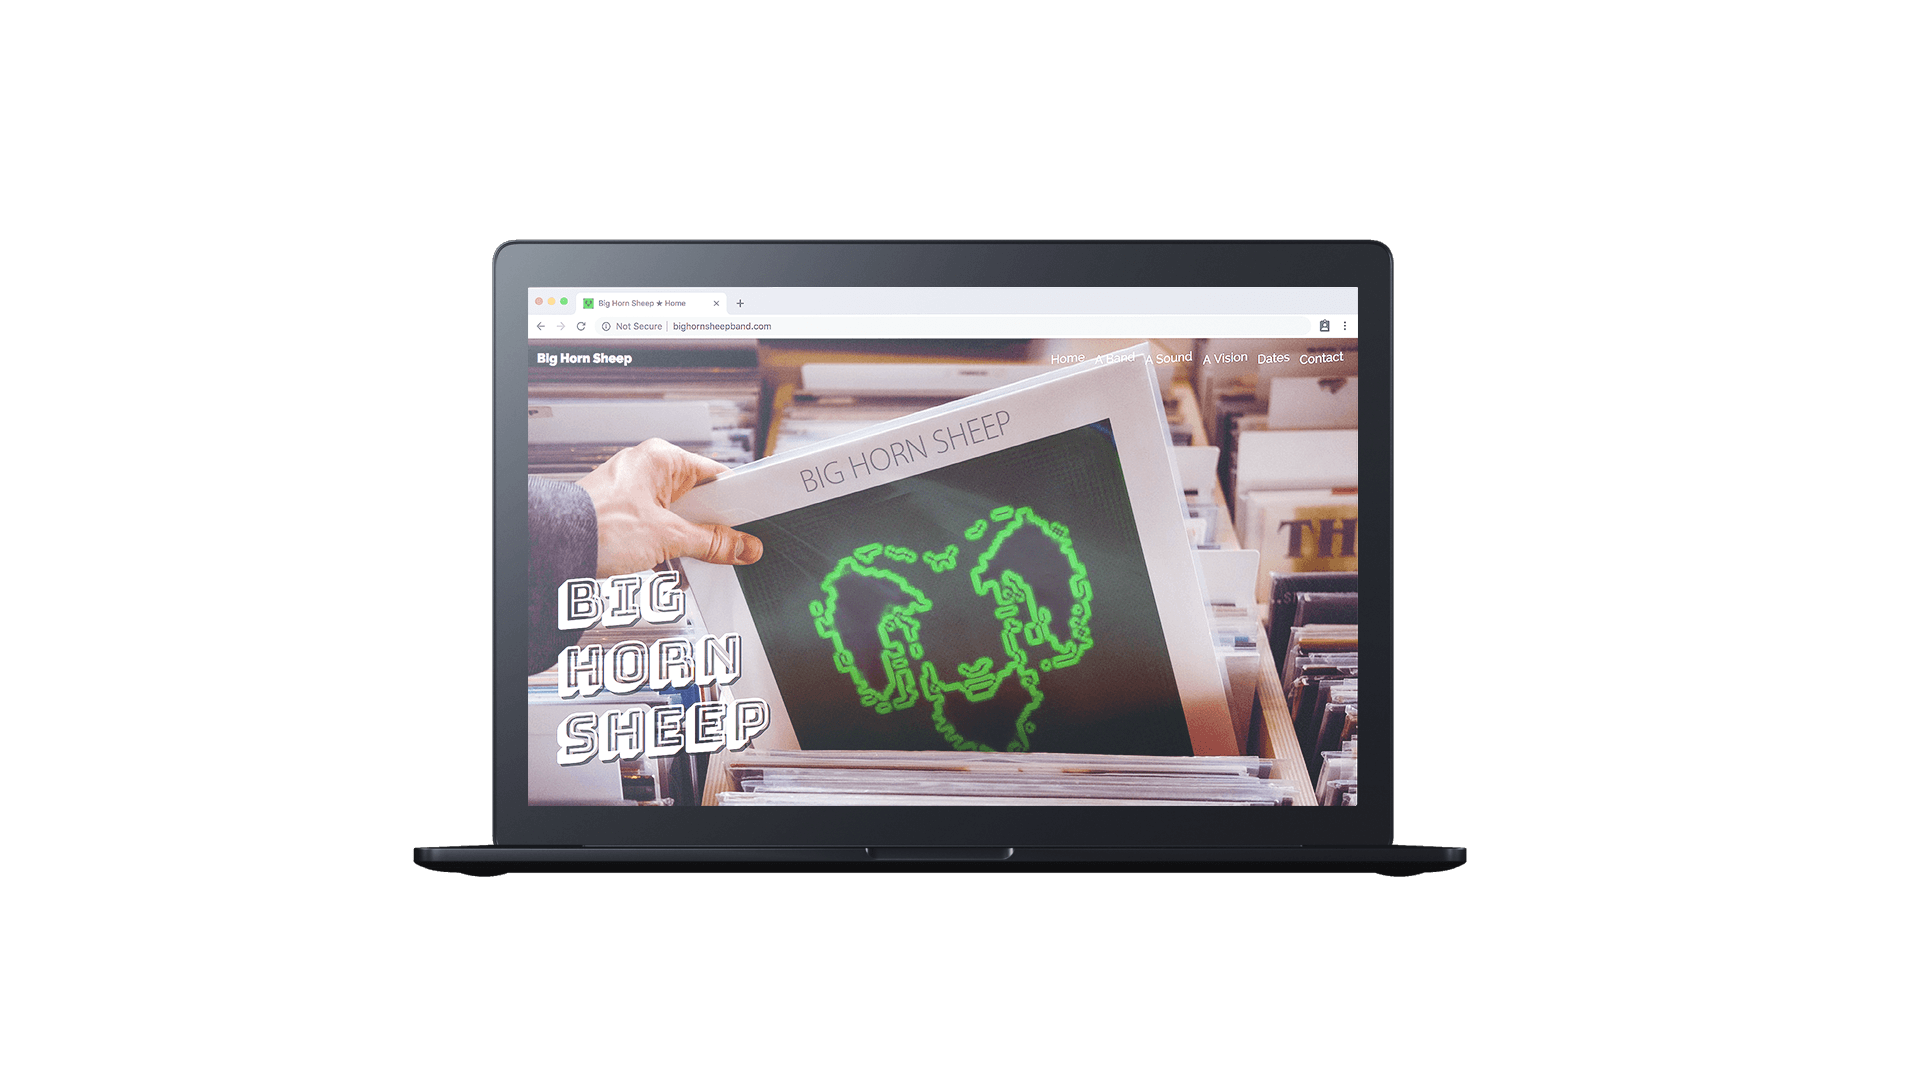 Big Horn Sheep ★ Home
Not Secure | bighornsheepband.com
Big Horn Sheep
Home A Band A Sound A Vision Dates Contact
BIG HORN SHEEP
TH
BIG
HORN
SHEEP